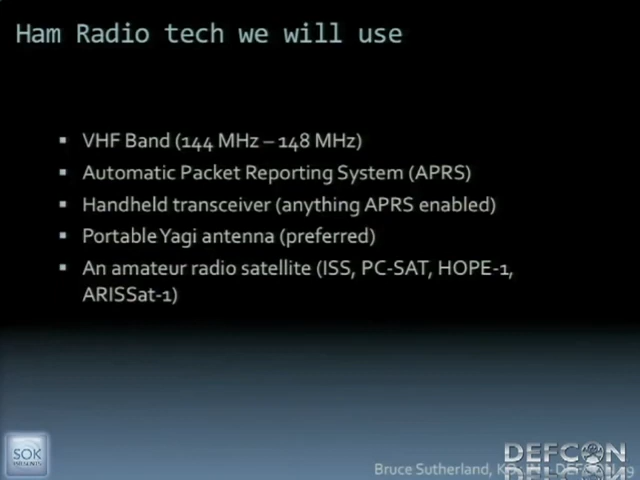 Ham Radio tech we will use
▪ VHF Band (144 MHz – 148 MHz)
▪ Automatic Packet Reporting System (APRS)
▪ Handheld transceiver (anything APRS enabled)
▪ Portable Yagi antenna (preferred)
▪ An amateur radio satellite (ISS, PC-SAT, HOPE-1,
ARISSat-1)
SOK
PRESENTS
DEFCON
Bruce Sutherland,